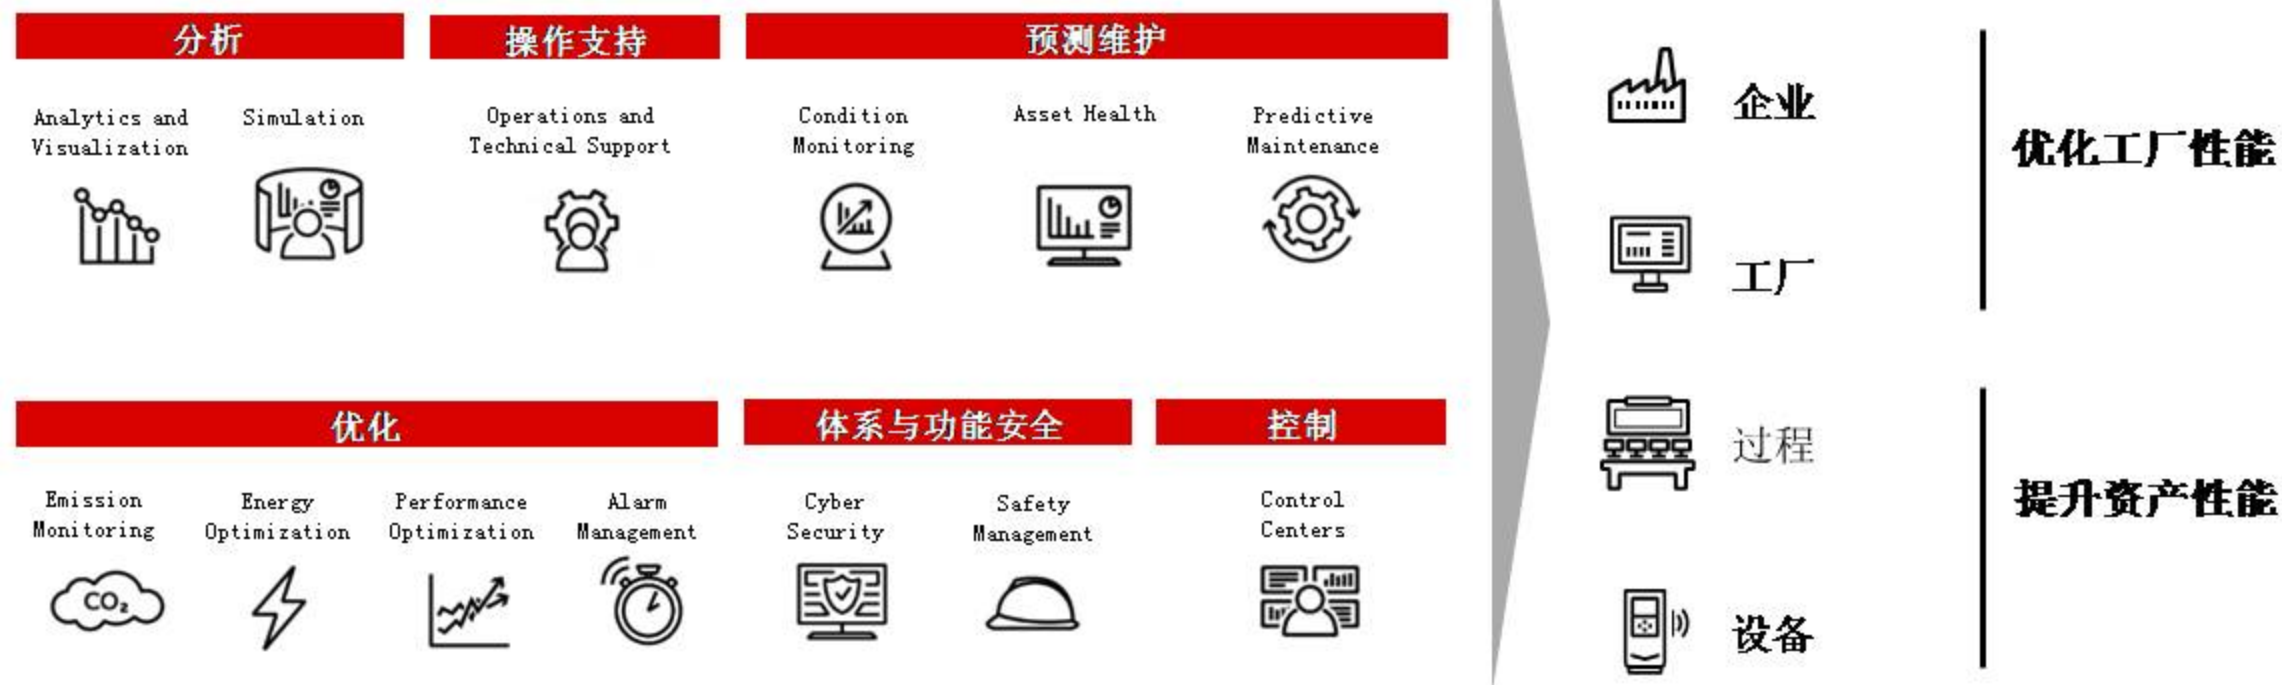 分析
操作支持
预测维护
Analytics and
Visualization
Simulation
Operations and
Technical Support
Condition
Monitoring
Asset Health
Predictive
Maintenance
优化
体系与功能安全
控制
Emission
Monitoring
CO₂
Energy
Optimization
Performance
Optimization
Alarm
Management
Cyber
Security
Safety
Management
Control
Centers
企业
工厂
优化工厂性能
过程
设备
提升资产性能